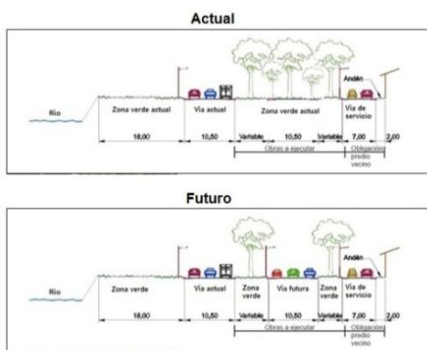 Actual
Andén
Río
Zona verde actual
Vía actual
Zona verde actual
Vía de
servicio
18,00
10,50
Variable
10,50
Variable
7,00
2,00
Obras a ejecutar
Obligación
predio
vecino
Futuro
Andén
Río
Zona verde
Vía actual
Zona
verde
Vía futura
Zona
verde
Vía de
servicio
18,00
10,50
Variable
10,50
Variable
7,00
2,00
Obras a ejecutar
Obligación
predio
vecino